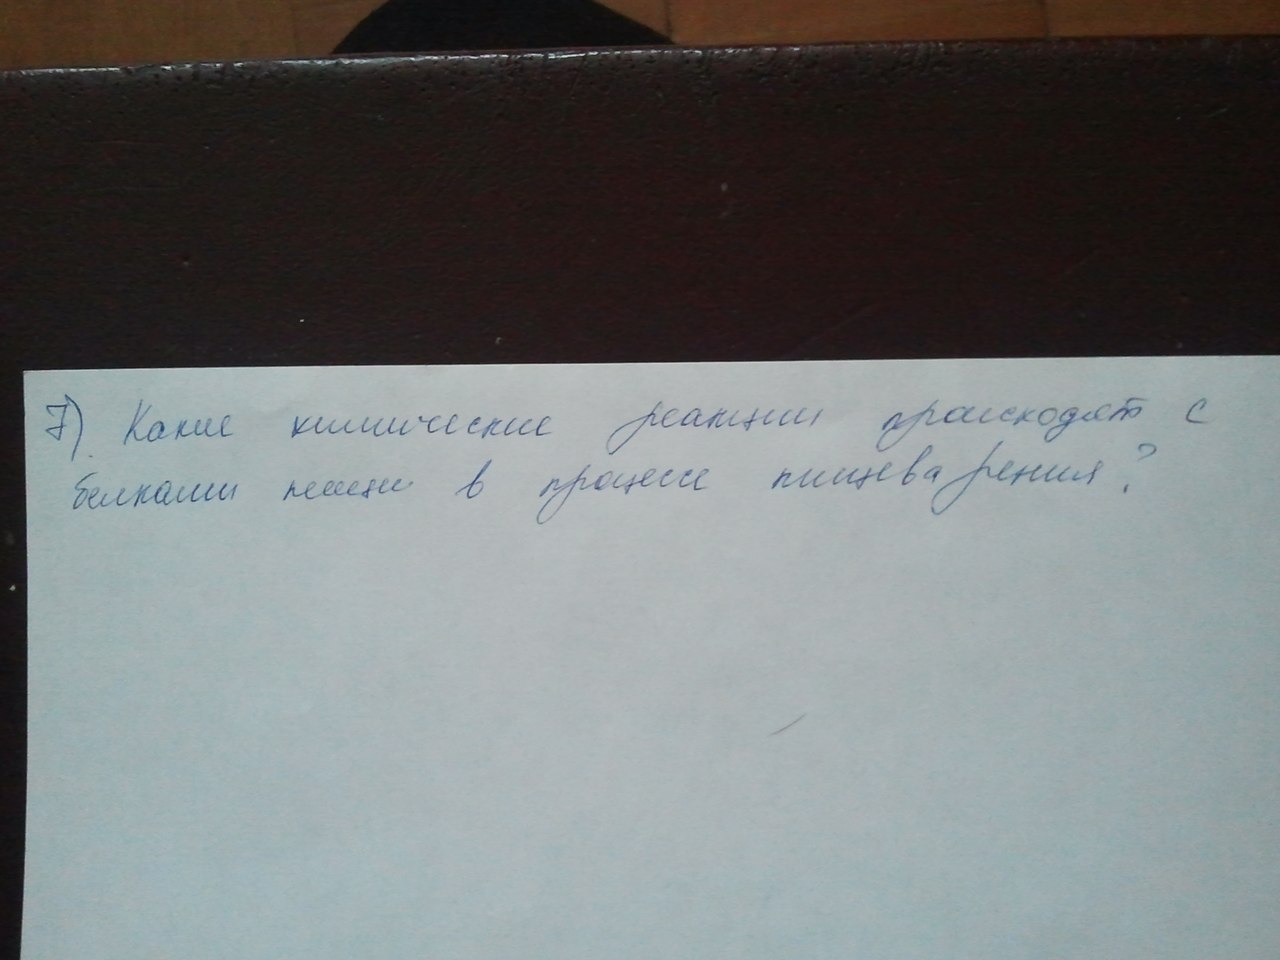 7) Какие химические реакции происходят с
белками пищи в процессе пищеварения?